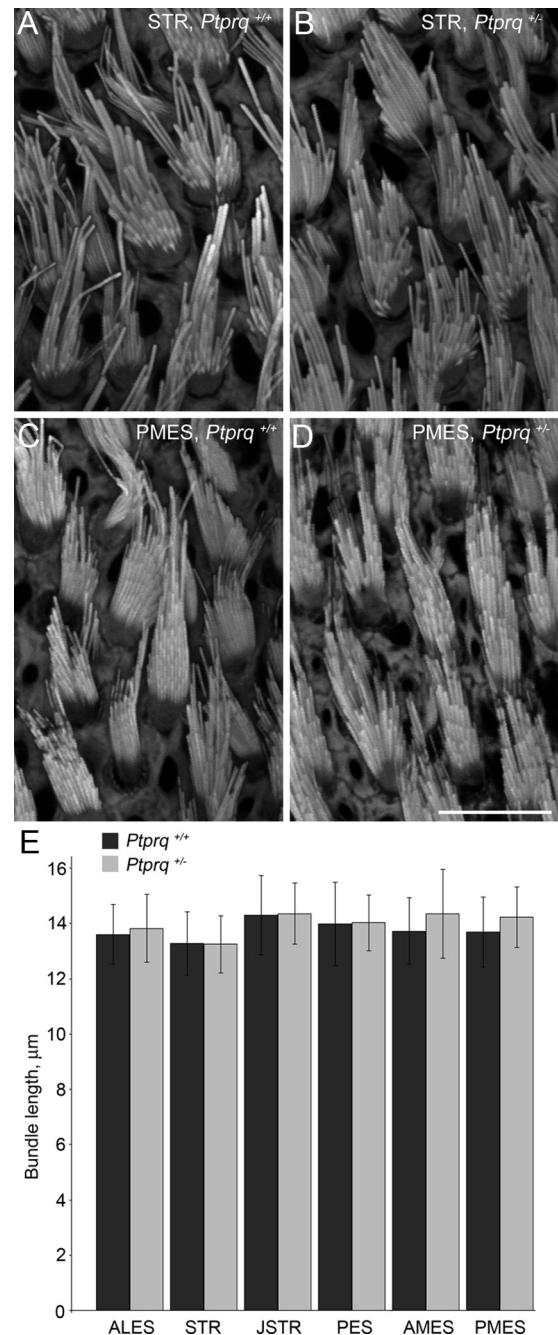 A STR, Ptprq +/+
B STR, Ptprq +/-
C PMES, Ptprq +/+
D PMES, Ptprq +/-
E
Ptprq +/+
Ptprq +/-
Bundle length, µm
16
14
12
10
8
6
4
2
0
ALES STR JSTR PES AMES PMES